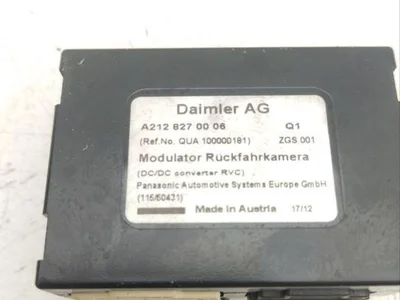 Daimler AG
A212 827 00 06 Q1
(Ref.No. QUA 100000181) ZGS 001
Modulator Rückfahrkamera
(DC/DC converter RVC)
Panasonic Automotive Systems Europe GmbH
(115/60431)
Made in Austria 17/12